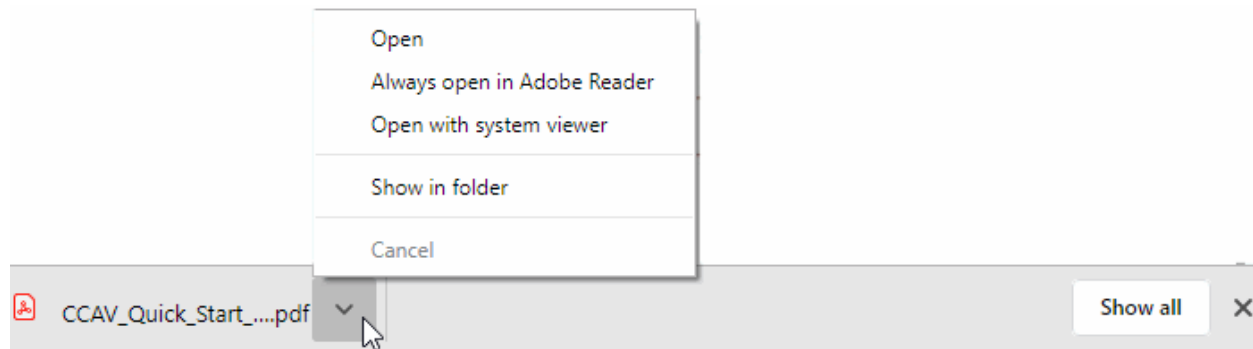 Open
Always open in Adobe Reader
Open with system viewer
Show in folder
Cancel
CCAV_Quick_Start_....pdf
Show all